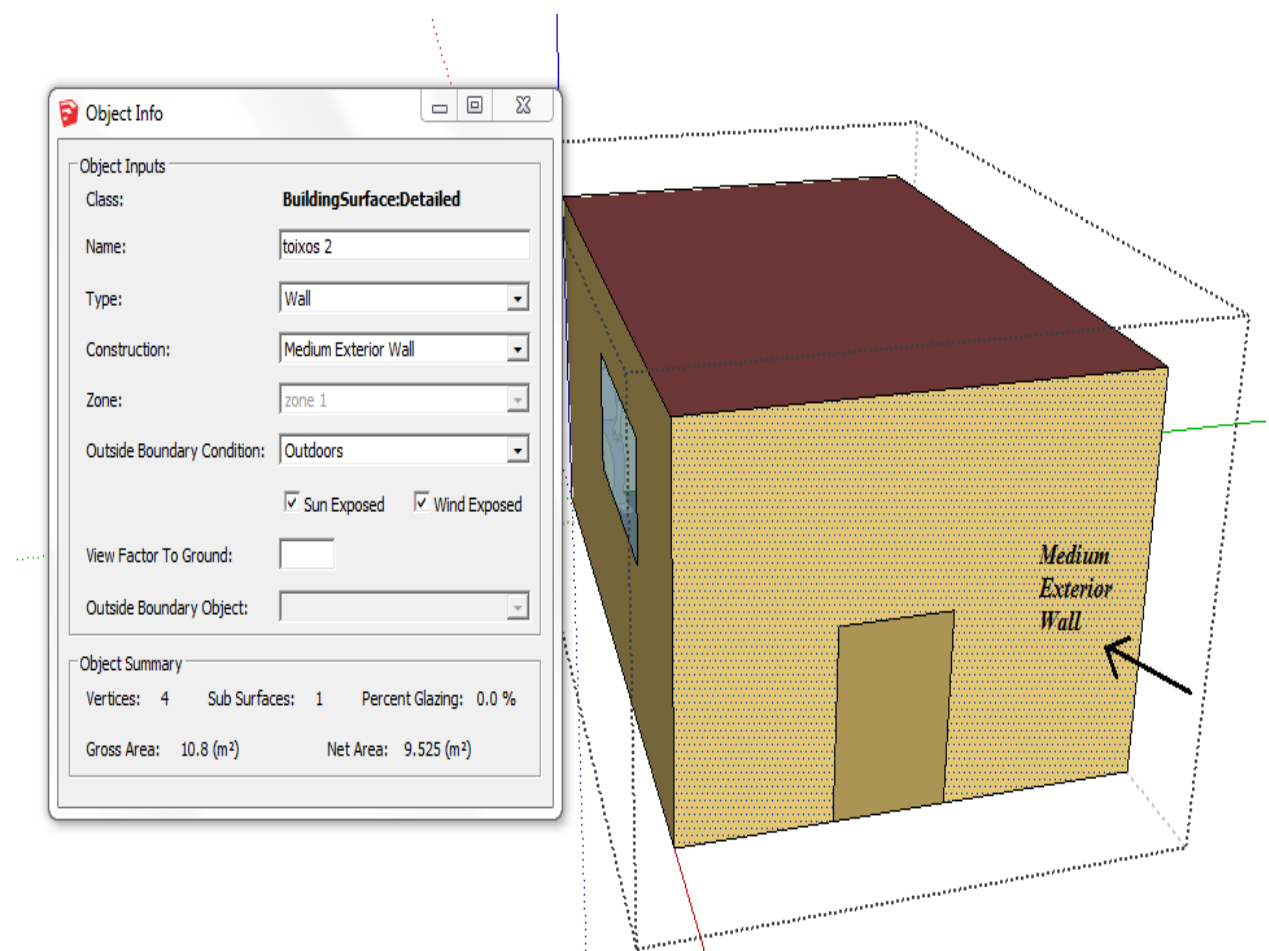 Object Info
Object Inputs
Class: BuildingSurface:Detailed
Name: toixos 2
Type: Wall
Construction: Medium Exterior Wall
Zone: zone 1
Outside Boundary Condition: Outdoors
Sun Exposed Wind Exposed
View Factor To Ground:
Outside Boundary Object:
Object Summary
Vertices: 4 Sub Surfaces: 1 Percent Glazing: 0.0 %
Gross Area: 10.8 (m²) Net Area: 9.525 (m²)
Medium
Exterior
Wall